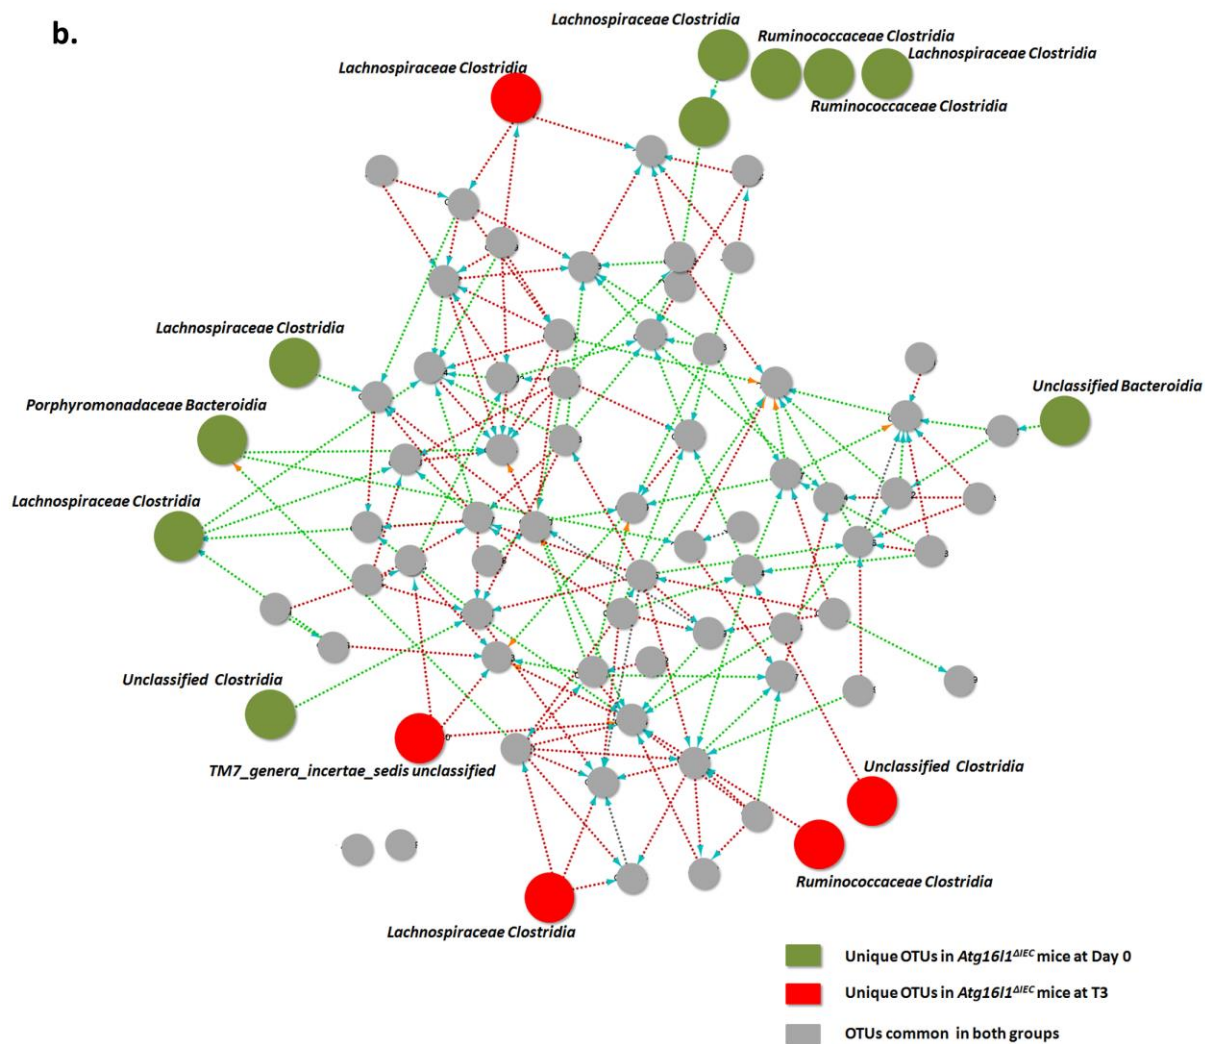 b.
Lachnospiraceae Clostridia
Ruminococcaceae Clostridia
Lachnospiraceae Clostridia
Lachnospiraceae Clostridia
Ruminococcaceae Clostridia
Lachnospiraceae Clostridia
Porphyromonadaceae Bacteroidia
Unclassified Bacteroidia
Lachnospiraceae Clostridia
Unclassified Clostridia
TM7_genera_incertae_sedis unclassified
Unclassified Clostridia
Ruminococcaceae Clostridia
Lachnospiraceae Clostridia
Unique OTUs in Atg16l1ΔIEC mice at Day 0
Unique OTUs in Atg16l1ΔIEC mice at T3
OTUs common in both groups